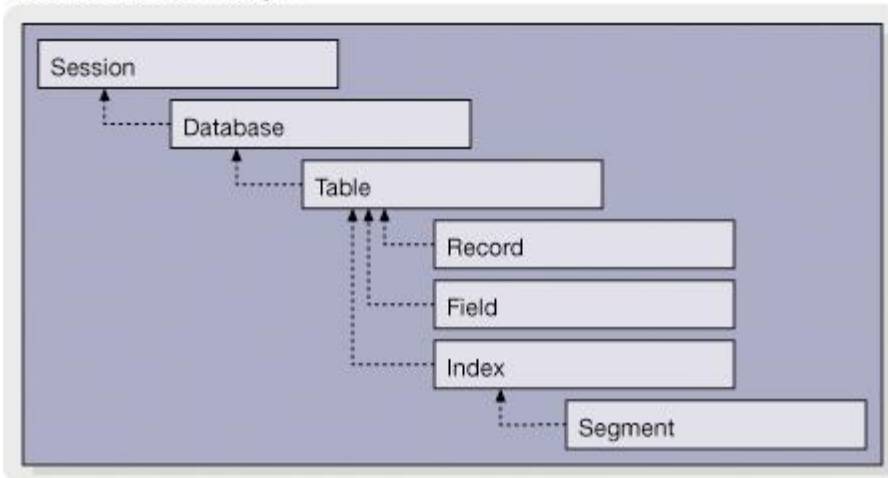 Session
Database
Table
Record
Field
Index
Segment